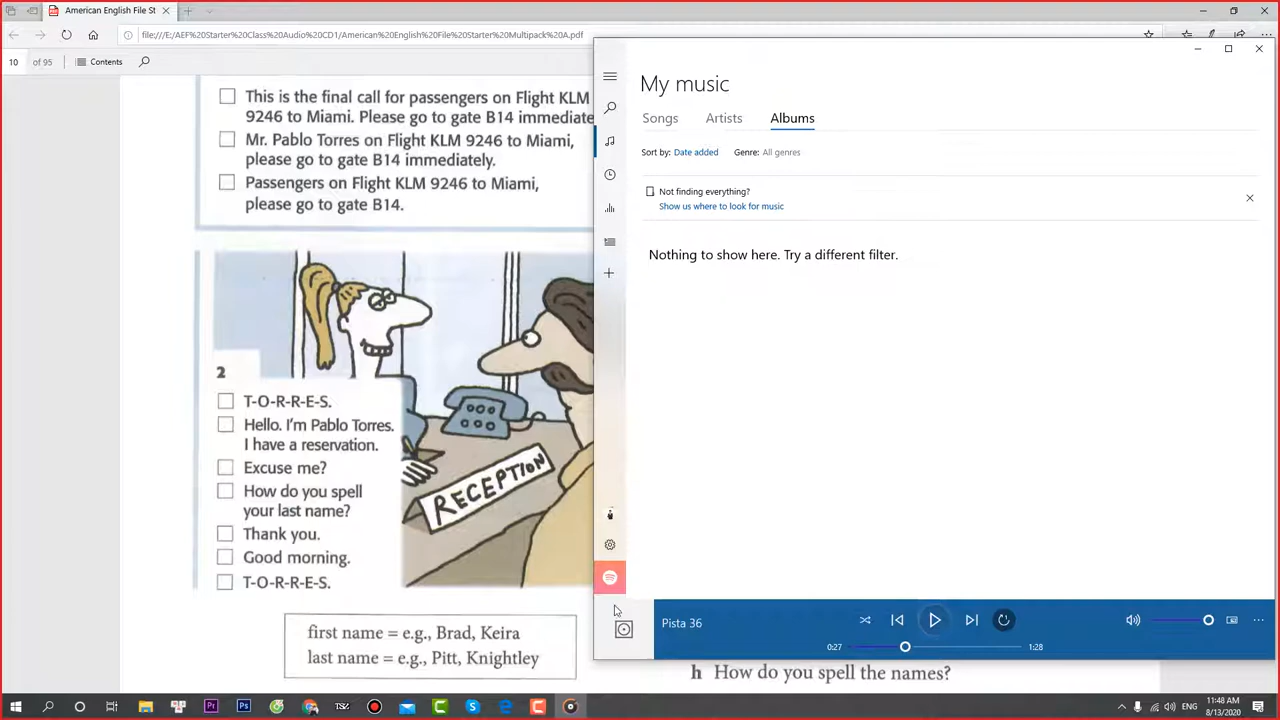 American English File St
file:///E:/AEF%20Starter%20Class%20Audio%20CD1/American%20English%20File%20Starter%20Multipack%20A.pdf
10 of 95 Contents
This is the final call for passengers on Flight KLM
9246 to Miami. Please go to gate B14 immediate
Mr. Pablo Torres on Flight KLM 9246 to Miami,
please go to gate B14 immediately.
Passengers on Flight KLM 9246 to Miami,
please go to gate B14.
2
T-O-R-R-E-S.
Hello. I'm Pablo Torres.
I have a reservation.
Excuse me?
How do you spell
your last name?
Thank you.
Good morning.
T-O-R-R-E-S.
RECEPTION
first name = e.g., Brad, Keira
last name = e.g., Pitt, Knightley
h How do you spell the names?
My music
Songs Artists Albums
Sort by: Date added Genre: All genres
Not finding everything?
Show us where to look for music
Nothing to show here. Try a different filter.
Pista 36
0:27 1:28
11:48 AM
8/13/2020